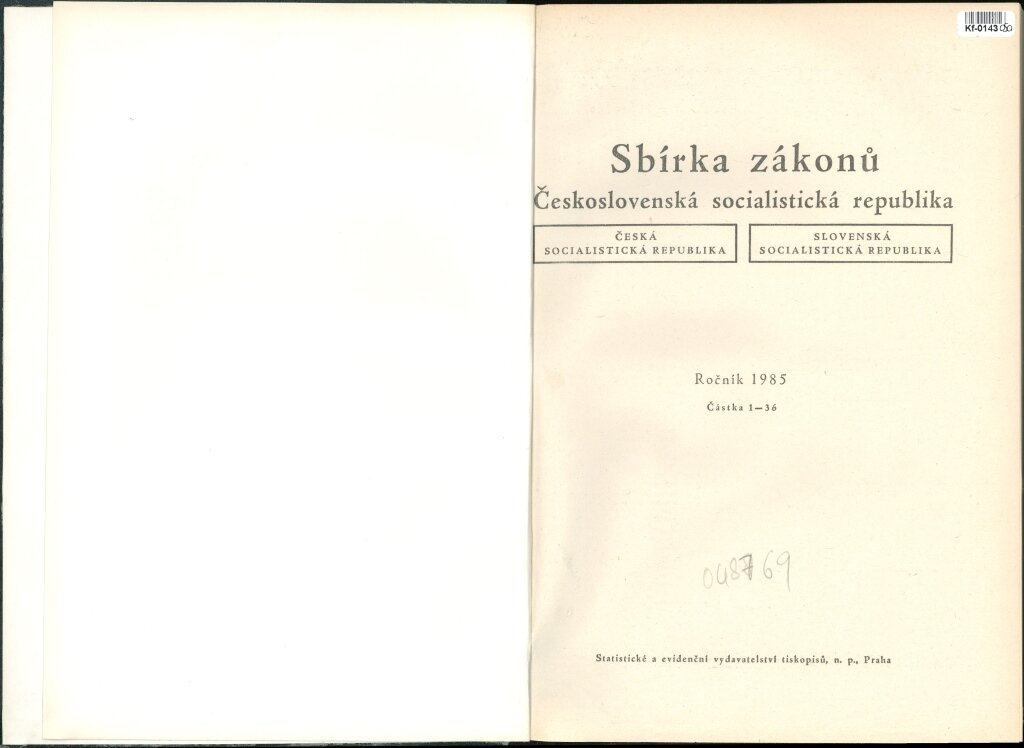 Kf-0143
Sbírka zákonů
Československá socialistická republika
ČESKÁ
SOCIALISTICKÁ REPUBLIKA
SLOVENSKÁ
SOCIALISTICKÁ REPUBLIKA
Ročník 1985
Částka 1—36
048769
Statistické a evidenční vydavatelství tiskopisů, n. p., Praha